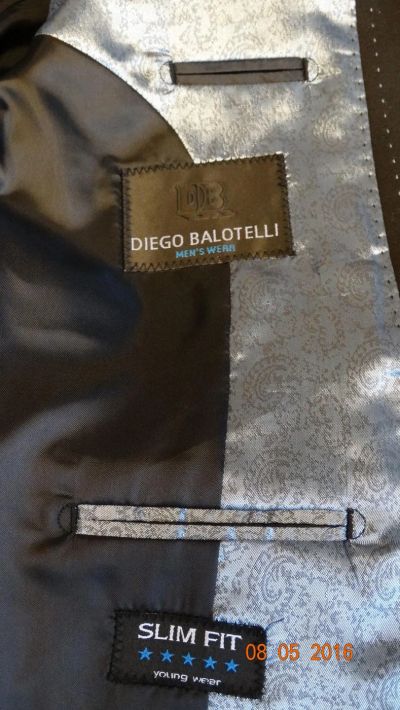 DB
DIEGO BALOTELLI
MEN'S WEAR
SLIM FIT
★★★★★
young wear
08 05 2016